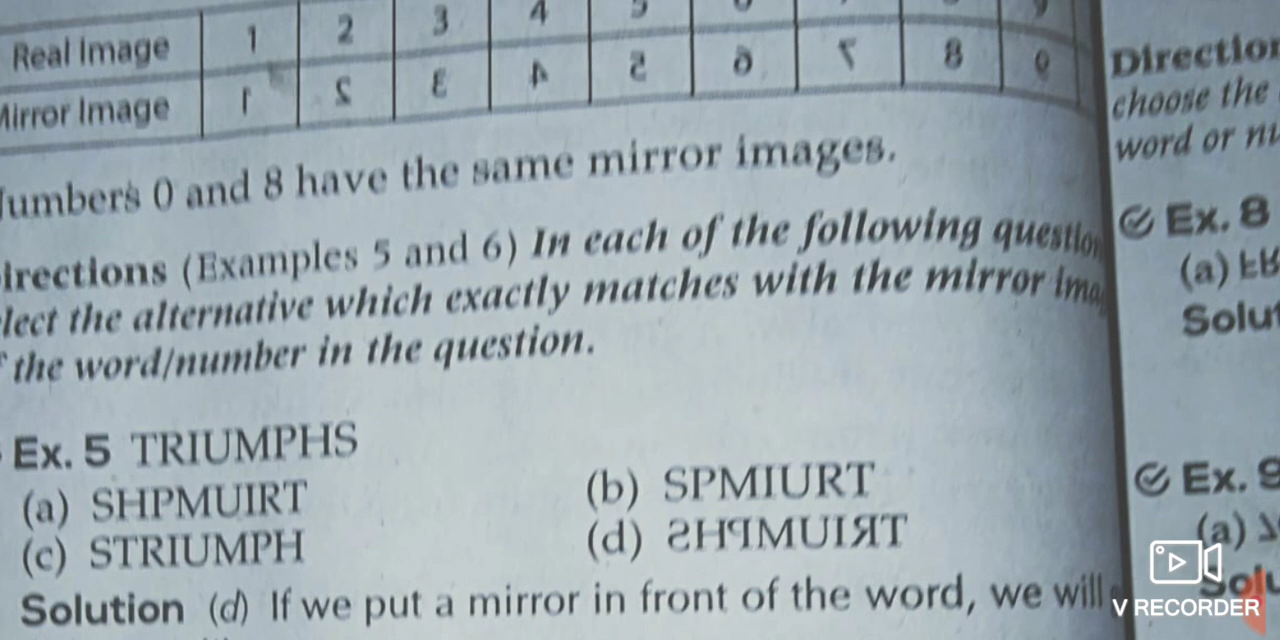 Real Image 1 2 3 4
Mirror Image
Numbers 0 and 8 have the same mirror images.
Directions (Examples 5 and 6) In each of the following question
select the alternative which exactly matches with the mirror ima
the word/number in the question.
Ex. 5 TRIUMPHS
(a) SHPMUIRT (b) SPMIURT
(c) STRIUMPH (d) ƧHꟼMUIЯT
Solution (d) If we put a mirror in front of the word, we will
Direction
choose the
word or
Ex. 8
(a)
Solut
Ex. 9
(a)
Solu
V RECORDER